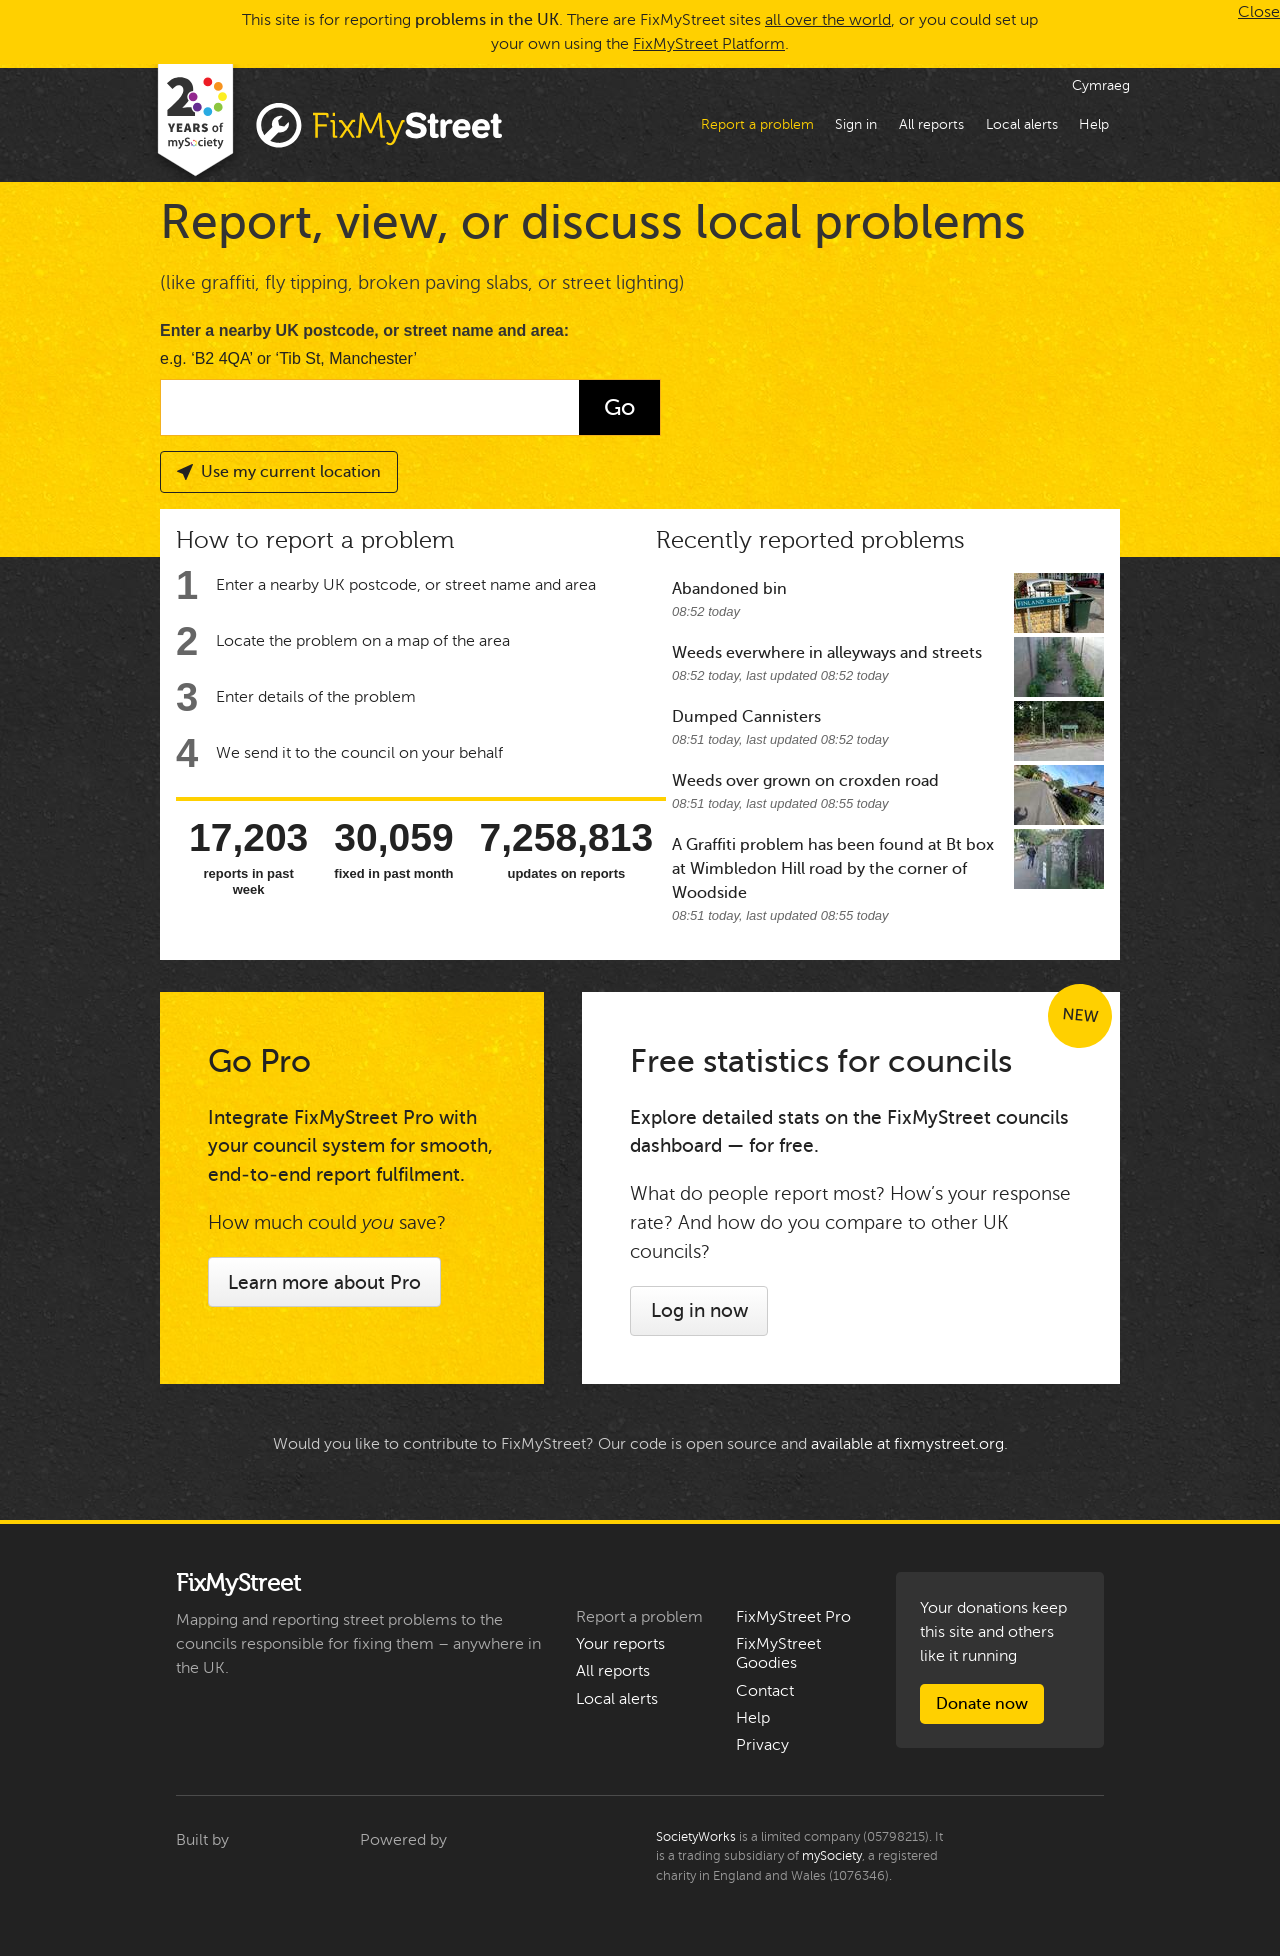 This site is for reporting problems in the UK. There are FixMyStreet sites all over the world, or you could set up
your own using the FixMyStreet Platform.
Close
20
YEARS of
mySociety
FixMyStreet
Cymraeg
Report a problem
Sign in
All reports
Local alerts
Help
Report, view, or discuss local problems
(like graffiti, fly tipping, broken paving slabs, or street lighting)
Enter a nearby UK postcode, or street name and area:
e.g. ‘B2 4QA’ or ‘Tib St, Manchester’
Go
Use my current location
How to report a problem
1 Enter a nearby UK postcode, or street name and area
2 Locate the problem on a map of the area
3 Enter details of the problem
4 We send it to the council on your behalf
17,203
reports in past
week
30,059
fixed in past month
7,258,813
updates on reports
Recently reported problems
Abandoned bin
08:52 today
FINLAND ROAD
Weeds everwhere in alleyways and streets
08:52 today, last updated 08:52 today
Dumped Cannisters
08:51 today, last updated 08:52 today
Weeds over grown on croxden road
08:51 today, last updated 08:55 today
A Graffiti problem has been found at Bt box
at Wimbledon Hill road by the corner of
Woodside
08:51 today, last updated 08:55 today
Go Pro
Integrate FixMyStreet Pro with
your council system for smooth,
end-to-end report fulfilment.
How much could you save?
Learn more about Pro
NEW
Free statistics for councils
Explore detailed stats on the FixMyStreet councils
dashboard — for free.
What do people report most? How’s your response
rate? And how do you compare to other UK
councils?
Log in now
Would you like to contribute to FixMyStreet? Our code is open source and available at fixmystreet.org.
FixMyStreet
Mapping and reporting street problems to the
councils responsible for fixing them – anywhere in
the UK.
Report a problem
Your reports
All reports
Local alerts
FixMyStreet Pro
FixMyStreet
Goodies
Contact
Help
Privacy
Your donations keep
this site and others
like it running
Donate now
Built by
Powered by
SocietyWorks is a limited company (05798215). It
is a trading subsidiary of mySociety, a registered
charity in England and Wales (1076346).